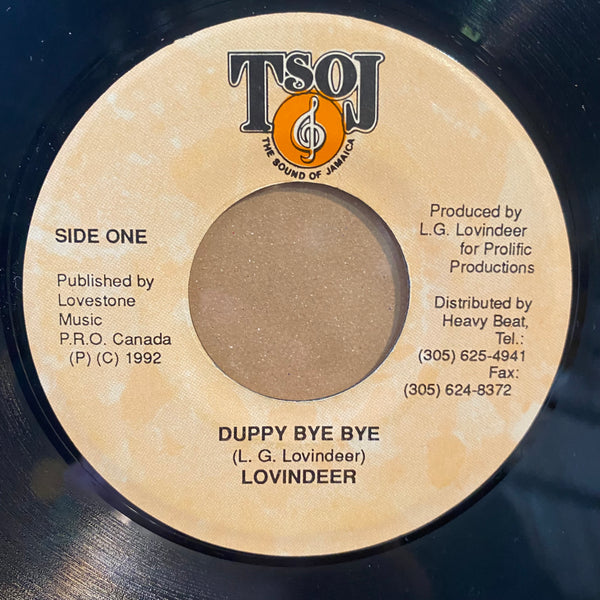 TSOJ
THE SOUND OF JAMAICA
SIDE ONE
Published by
Lovestone
Music
P.R.O. Canada
(P) (C) 1992
Produced by
L.G. Lovindeer
for Prolific
Productions
Distributed by
Heavy Beat,
Tel.:
(305) 625-4941
Fax:
(305) 624-8372
DUPPY BYE BYE
(L. G. Lovindeer)
LOVINDEER